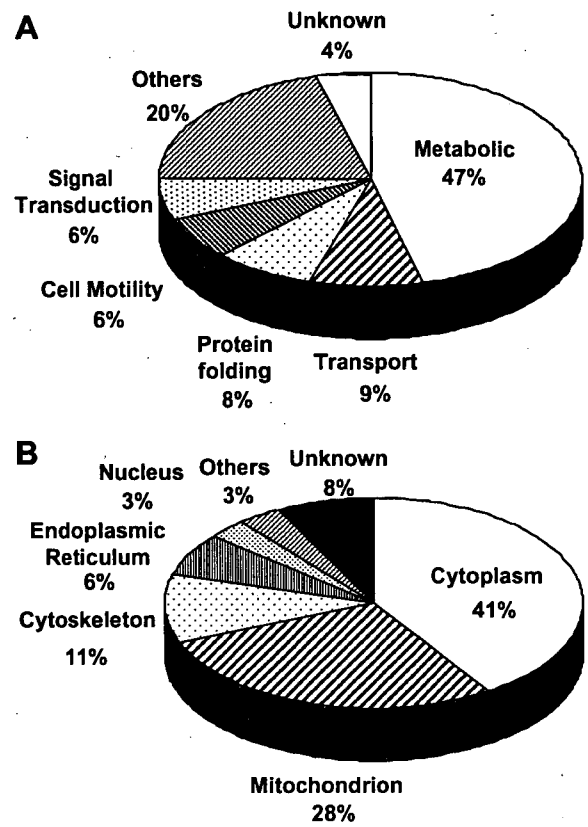 A
Unknown
4%
Others
20%
Metabolic
47%
Signal
Transduction
6%
Cell Motility
6%
Protein
folding
8%
Transport
9%
B
Nucleus
3%
Others
3%
Unknown
8%
Endoplasmic
Reticulum
6%
Cytoplasm
41%
Cytoskeleton
11%
Mitochondrion
28%